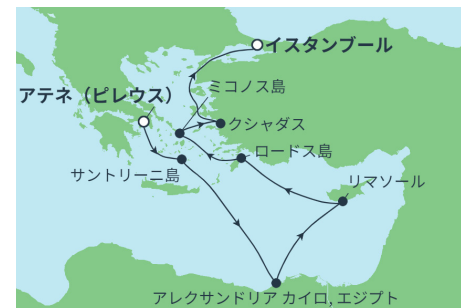 イスタンブール
ミコノス島
アテネ（ピレウス）
クシャダス
ロードス島
サントリーニ島
リマソール
アレクサンドリア カイロ, エジプト